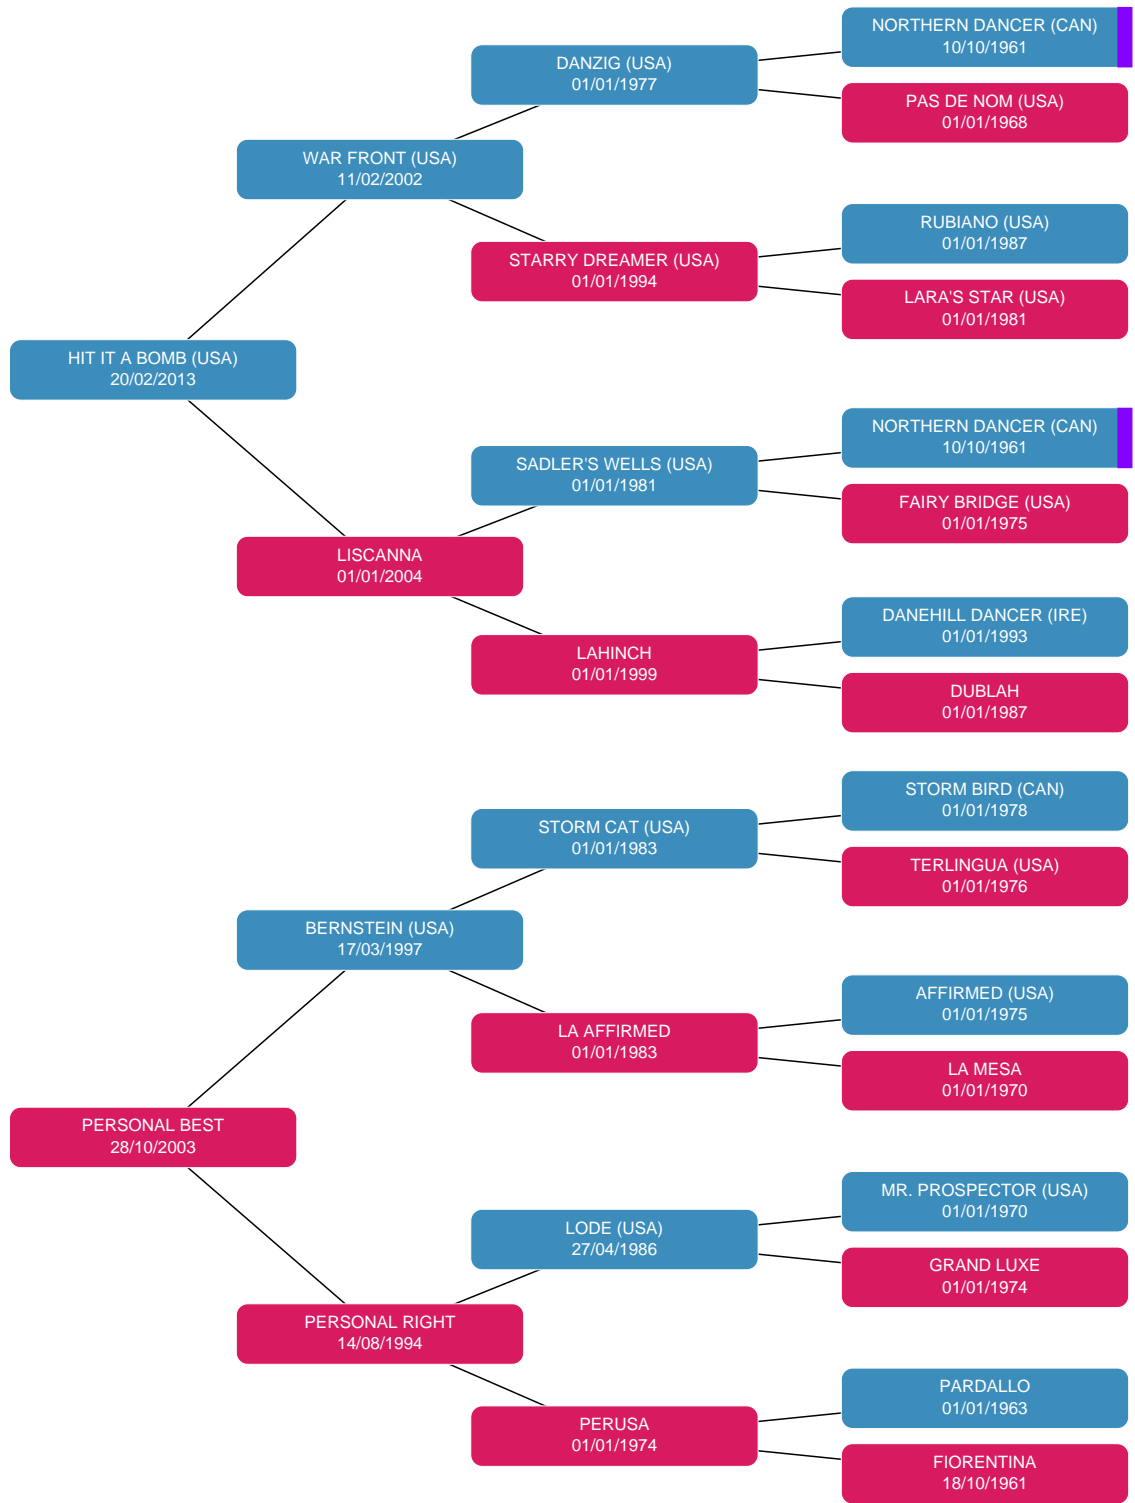 NORTHERN DANCER (CAN)
10/10/1961
DANZIG (USA)
01/01/1977
PAS DE NOM (USA)
01/01/1968
WAR FRONT (USA)
11/02/2002
RUBIANO (USA)
01/01/1987
STARRY DREAMER (USA)
01/01/1994
LARA'S STAR (USA)
01/01/1981
HIT IT A BOMB (USA)
20/02/2013
NORTHERN DANCER (CAN)
10/10/1961
SADLER'S WELLS (USA)
01/01/1981
FAIRY BRIDGE (USA)
01/01/1975
LISCANNA
01/01/2004
DANEHILL DANCER (IRE)
01/01/1993
LAHINCH
01/01/1999
DUBLAH
01/01/1987
STORM BIRD (CAN)
01/01/1978
STORM CAT (USA)
01/01/1983
TERLINGUA (USA)
01/01/1976
BERNSTEIN (USA)
17/03/1997
AFFIRMED (USA)
01/01/1975
LA AFFIRMED
01/01/1983
LA MESA
01/01/1970
PERSONAL BEST
28/10/2003
MR. PROSPECTOR (USA)
01/01/1970
LODE (USA)
27/04/1986
GRAND LUXE
01/01/1974
PERSONAL RIGHT
14/08/1994
PARDALLO
01/01/1963
PERUSA
01/01/1974
FIORENTINA
18/10/1961